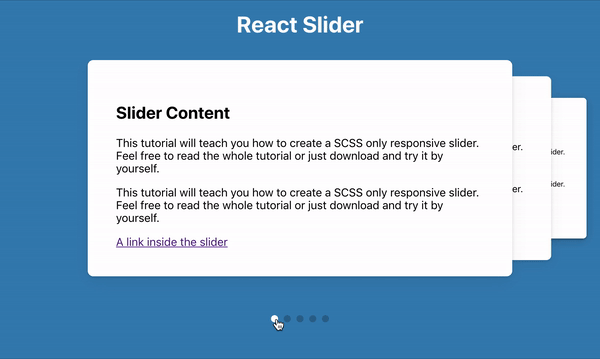 React Slider
Slider Content
This tutorial will teach you how to create a SCSS only responsive slider.
Feel free to read the whole tutorial or just download and try it by
yourself.
This tutorial will teach you how to create a SCSS only responsive slider.
Feel free to read the whole tutorial or just download and try it by
yourself.
A link inside the slider
er.
er.
ider.
ider.